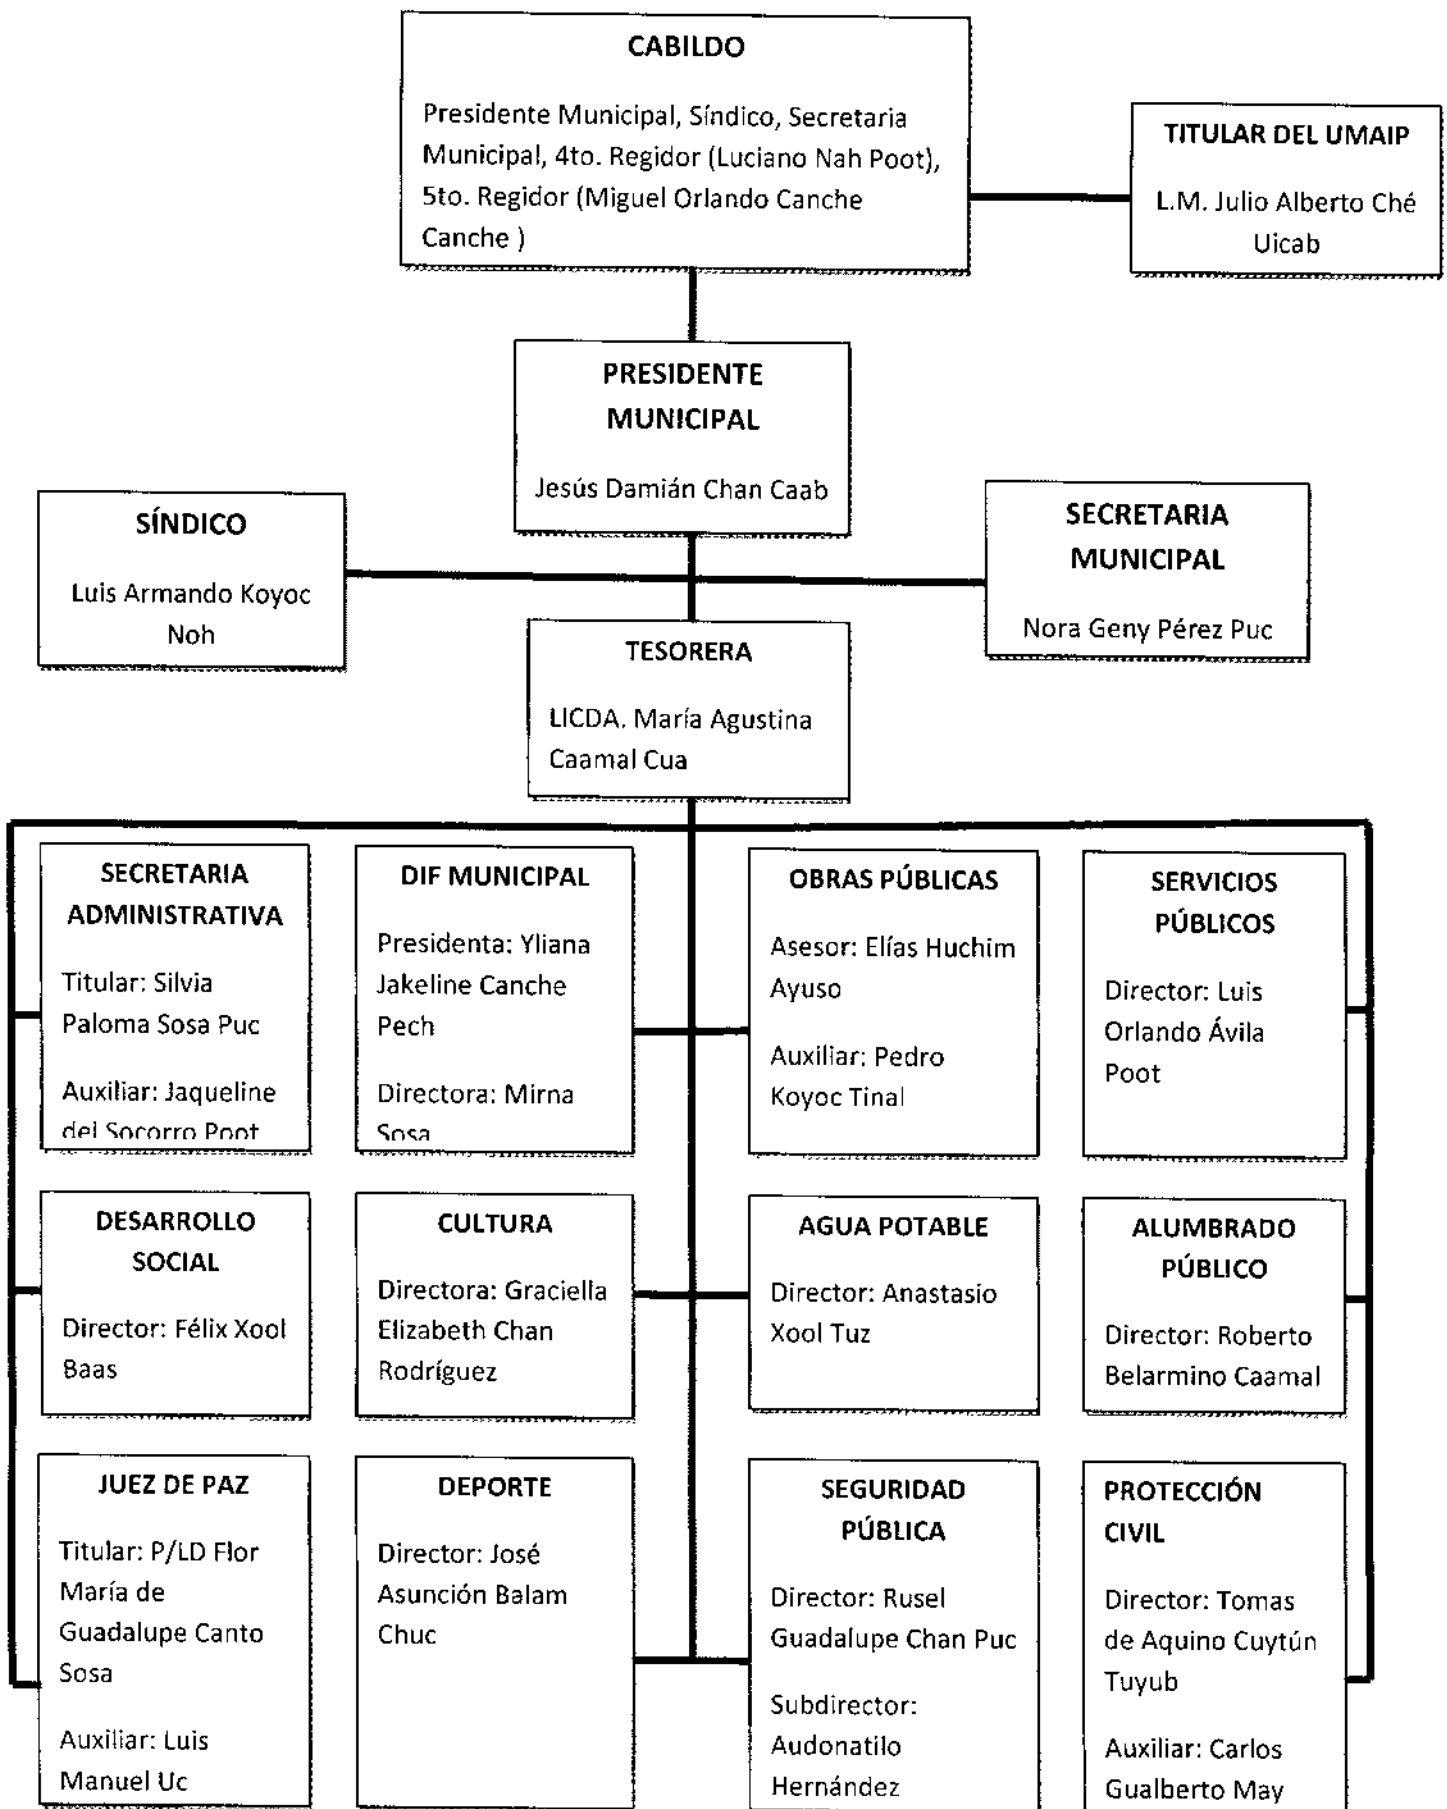 CABILDO
Presidente Municipal, Síndico, Secretaria
Municipal, 4to. Regidor (Luciano Nah Poot),
5to. Regidor (Miguel Orlando Canche
Canche )
TITULAR DEL UMAIP
L.M. Julio Alberto Ché
Uicab
PRESIDENTE
MUNICIPAL
Jesús Damián Chan Caab
SÍNDICO
Luis Armando Koyoc
Noh
SECRETARIA
MUNICIPAL
Nora Geny Pérez Puc
TESORERA
LICDA. María Agustina
Caamal Cua
SECRETARIA
ADMINISTRATIVA
Titular: Silvia
Paloma Sosa Puc
Auxiliar: Jaqueline
del Socorro Poot
DIF MUNICIPAL
Presidenta: Yliana
Jakeline Canche
Pech
Directora: Mirna
Sosa
OBRAS PÚBLICAS
Asesor: Elías Huchim
Ayuso
Auxiliar: Pedro
Koyoc Tinal
SERVICIOS
PÚBLICOS
Director: Luis
Orlando Ávila
Poot
DESARROLLO
SOCIAL
Director: Félix Xool
Baas
CULTURA
Directora: Graciella
Elizabeth Chan
Rodríguez
AGUA POTABLE
Director: Anastasio
Xool Tuz
ALUMBRADO
PÚBLICO
Director: Roberto
Belarmino Caamal
JUEZ DE PAZ
Titular: P/LD Flor
María de
Guadalupe Canto
Sosa
Auxiliar: Luis
Manuel Uc
DEPORTE
Director: José
Asunción Balam
Chuc
SEGURIDAD
PÚBLICA
Director: Rusel
Guadalupe Chan Puc
Subdirector:
Audonatilo
Hernández
PROTECCIÓN
CIVIL
Director: Tomas
de Aquino Cuytún
Tuyub
Auxiliar: Carlos
Gualberto May